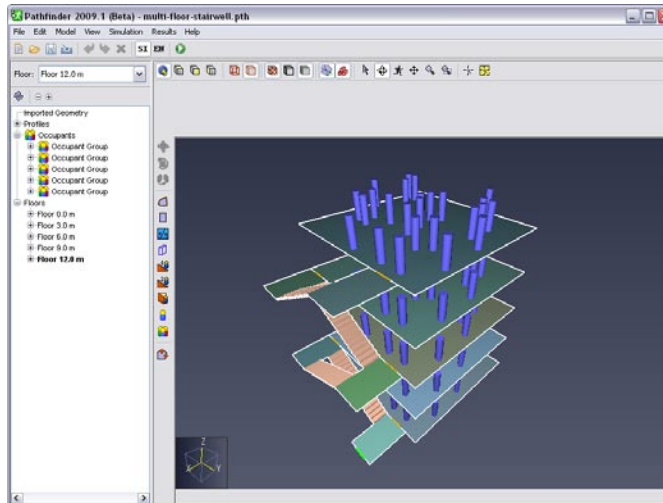 Pathfinder 2009.1 (Beta) - multi-floor-stairwell.pth
File Edit Model View Simulation Results Help
SI EN
Floor: Floor 12.0 m
Imported Geometry
Profiles
Occupants
Occupant Group
Occupant Group
Occupant Group
Occupant Group
Occupant Group
Floors
Floor 0.0 m
Floor 3.0 m
Floor 6.0 m
Floor 9.0 m
Floor 12.0 m
Z
X Y